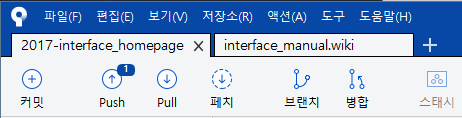 파일(F) 편집(E) 보기(V) 저장소(R) 액션(A) 도구 도움말(H)
2017-interface_homepage × interface_manual.wiki +
1
커밋 Push Pull 페치 브랜치 병합 스태시